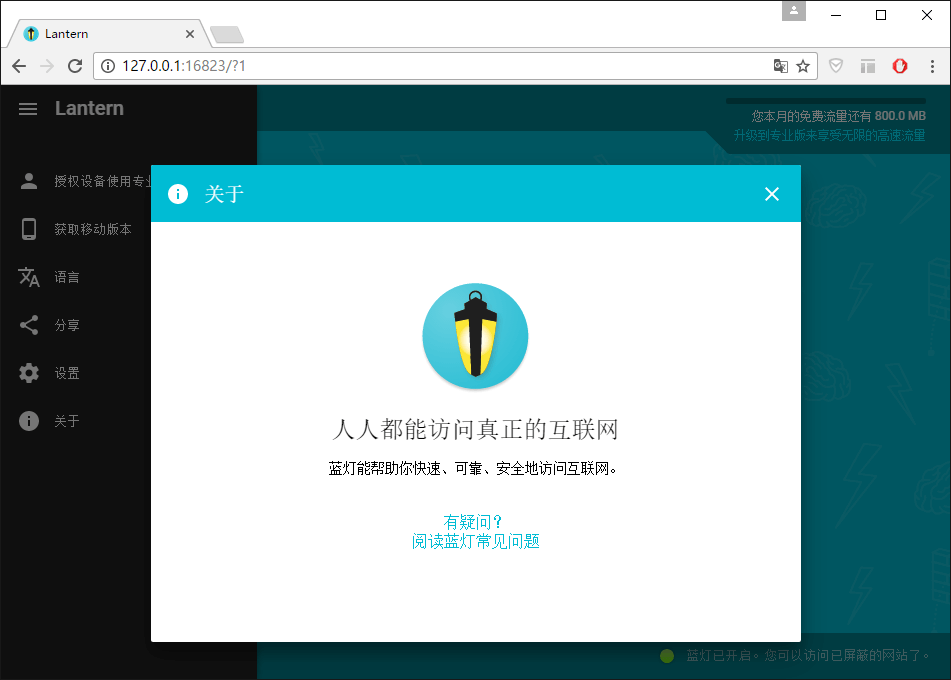 Lantern
127.0.0.1:16823/?1
Lantern
您本月的免费流量还有 800.0 MB
升级到专业版来享受无限的高速流量
授权设备使用专业
获取移动版本
语言
分享
设置
关于
关于
人人都能访问真正的互联网
蓝灯能帮助你快速、可靠、安全地访问互联网。
有疑问?
阅读蓝灯常见问题
蓝灯已开启。您可以访问已屏蔽的网站了。